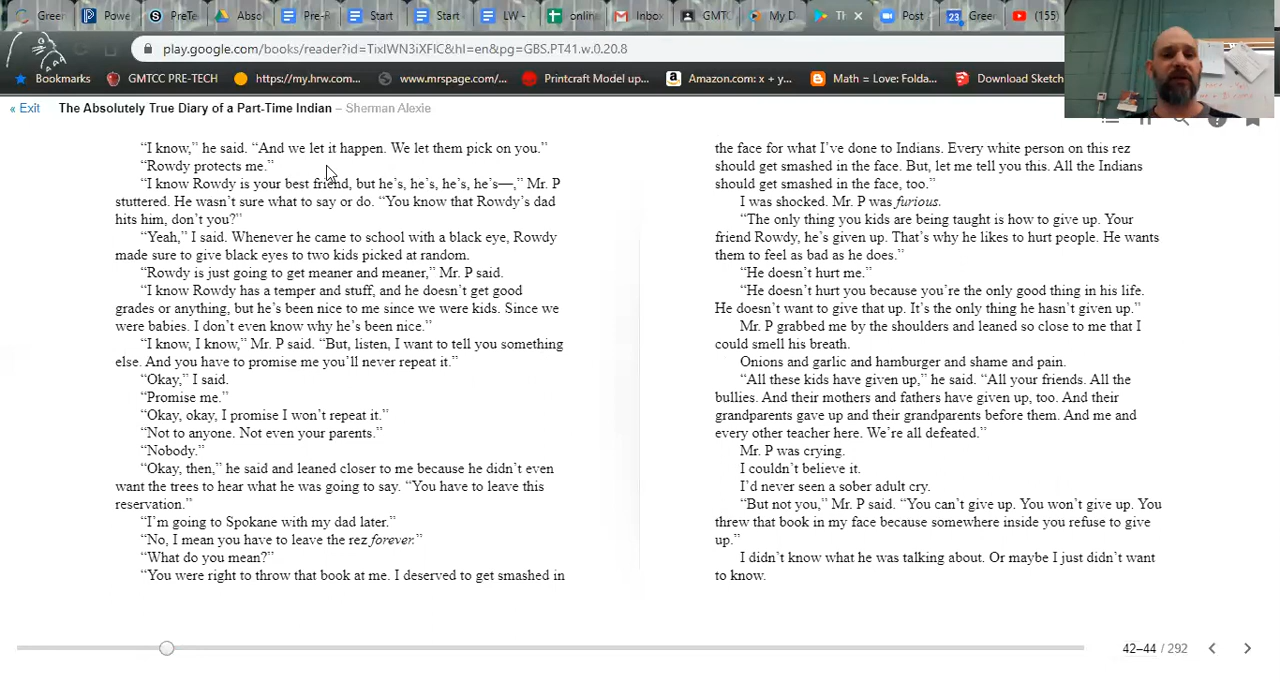 Green
Powe
PreTe
Abso
Pre-F
Start
Start
LW -
online
Inbox
GMTC
My D
Th
Post
Gree
(155)
play.google.com/books/reader?id=TixlWN3iXFIC&hl=en&pg=GBS.PT41.w.0.20.8
Bookmarks
GMTCC PRE-TECH
https://my.hrw.com...
www.mrspage.com/...
Printcraft Model up...
Amazon.com: x + y...
Math = Love: Folda...
Download Sketch
« Exit
The Absolutely True Diary of a Part-Time Indian – Sherman Alexie
“I know,” he said. “And we let it happen. We let them pick on you.”
“Rowdy protects me.”
“I know Rowdy is your best friend, but he’s, he’s, he’s, he’s—,” Mr. P
stuttered. He wasn’t sure what to say or do. “You know that Rowdy’s dad
hits him, don’t you?”
“Yeah,” I said. Whenever he came to school with a black eye, Rowdy
made sure to give black eyes to two kids picked at random.
“Rowdy is just going to get meaner and meaner,” Mr. P said.
“I know Rowdy has a temper and stuff, and he doesn’t get good
grades or anything, but he’s been nice to me since we were kids. Since we
were babies. I don’t even know why he’s been nice.”
“I know, I know,” Mr. P said. “But, listen, I want to tell you something
else. And you have to promise me you’ll never repeat it.”
“Okay,” I said.
“Promise me.”
“Okay, okay, I promise I won’t repeat it.”
“Not to anyone. Not even your parents.”
“Nobody.”
“Okay, then,” he said and leaned closer to me because he didn’t even
want the trees to hear what he was going to say. “You have to leave this
reservation.”
“I’m going to Spokane with my dad later.”
“No, I mean you have to leave the rez forever.”
“What do you mean?”
“You were right to throw that book at me. I deserved to get smashed in
the face for what I’ve done to Indians. Every white person on this rez
should get smashed in the face. But, let me tell you this. All the Indians
should get smashed in the face, too.”
I was shocked. Mr. P was furious.
“The only thing you kids are being taught is how to give up. Your
friend Rowdy, he’s given up. That’s why he likes to hurt people. He wants
them to feel as bad as he does.”
“He doesn’t hurt me.”
“He doesn’t hurt you because you’re the only good thing in his life.
He doesn’t want to give that up. It’s the only thing he hasn’t given up.”
Mr. P grabbed me by the shoulders and leaned so close to me that I
could smell his breath.
Onions and garlic and hamburger and shame and pain.
“All these kids have given up,” he said. “All your friends. All the
bullies. And their mothers and fathers have given up, too. And their
grandparents gave up and their grandparents before them. And me and
every other teacher here. We’re all defeated.”
Mr. P was crying.
I couldn’t believe it.
I’d never seen a sober adult cry.
“But not you,” Mr. P said. “You can’t give up. You won’t give up. You
threw that book in my face because somewhere inside you refuse to give
up.”
I didn’t know what he was talking about. Or maybe I just didn’t want
to know.
42–44 / 292